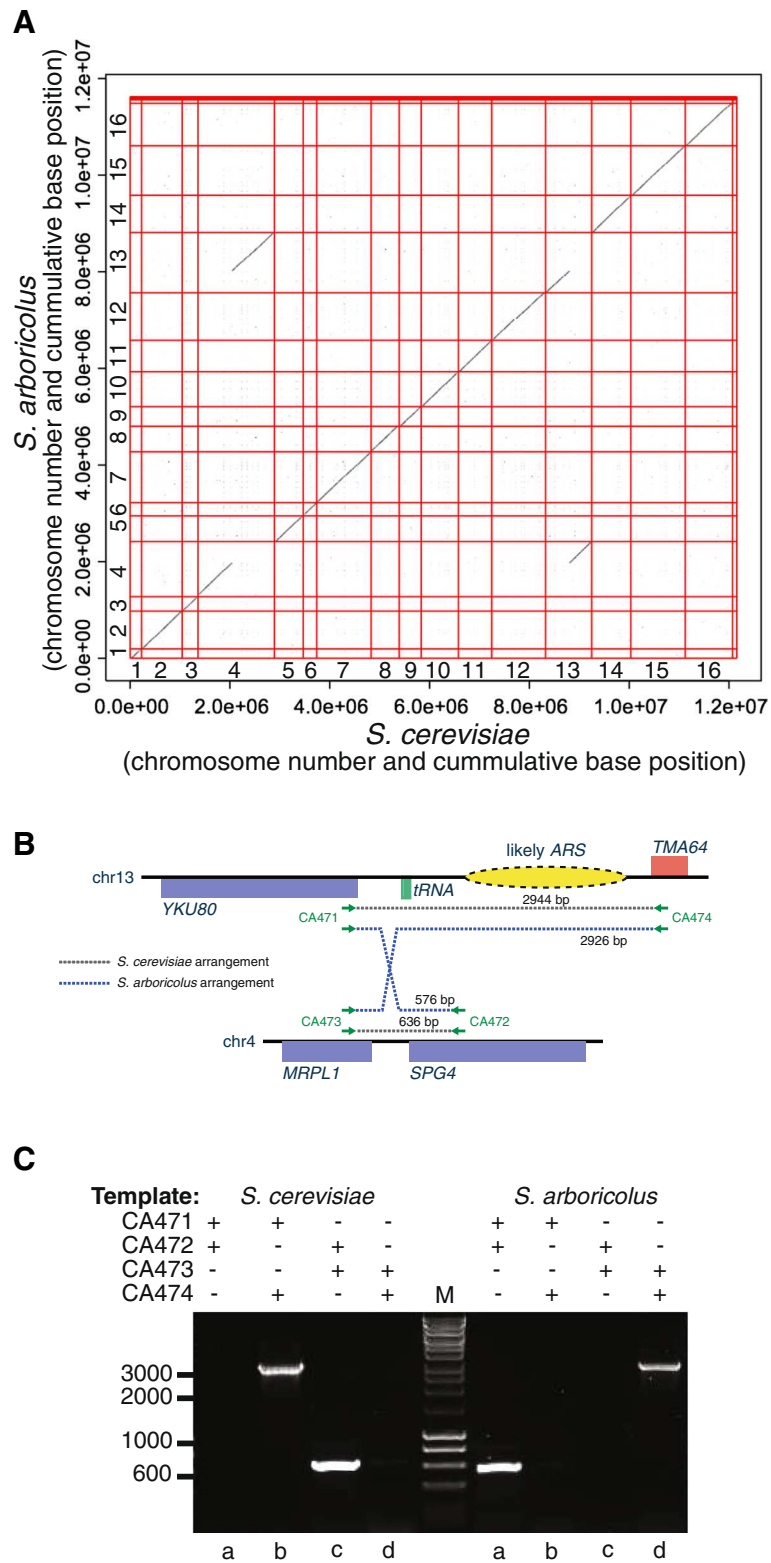 A
S. arboricolus
(chromosome number and cummulative base position)
0.0e+00 2.0e+06 4.0e+06 6.0e+06 8.0e+06 1.0e+07 1.2e+07
1 2 3 4 5 6 7 8 9 10 11 12 13 14 15 16
1 2 3 4 5 6 7 8 9 10 11 12 13 14 15 16
0.0e+00 2.0e+06 4.0e+06 6.0e+06 8.0e+06 1.0e+07 1.2e+07
S. cerevisiae
(chromosome number and cummulative base position)
B
likely ARS
TMA64
chr13
YKU80
tRNA
2944 bp
CA471
CA474
2926 bp
S. cerevisiae arrangement
S. arboricolus arrangement
576 bp
CA473
636 bp
CA472
chr4
MRPL1
SPG4
C
Template: S. cerevisiae S. arboricolus
CA471 + + - - + + - -
CA472 + - + - + - + -
CA473 - - + + - - + +
CA474 - + - + M - + - +
3000
2000
1000
600
a b c d a b c d